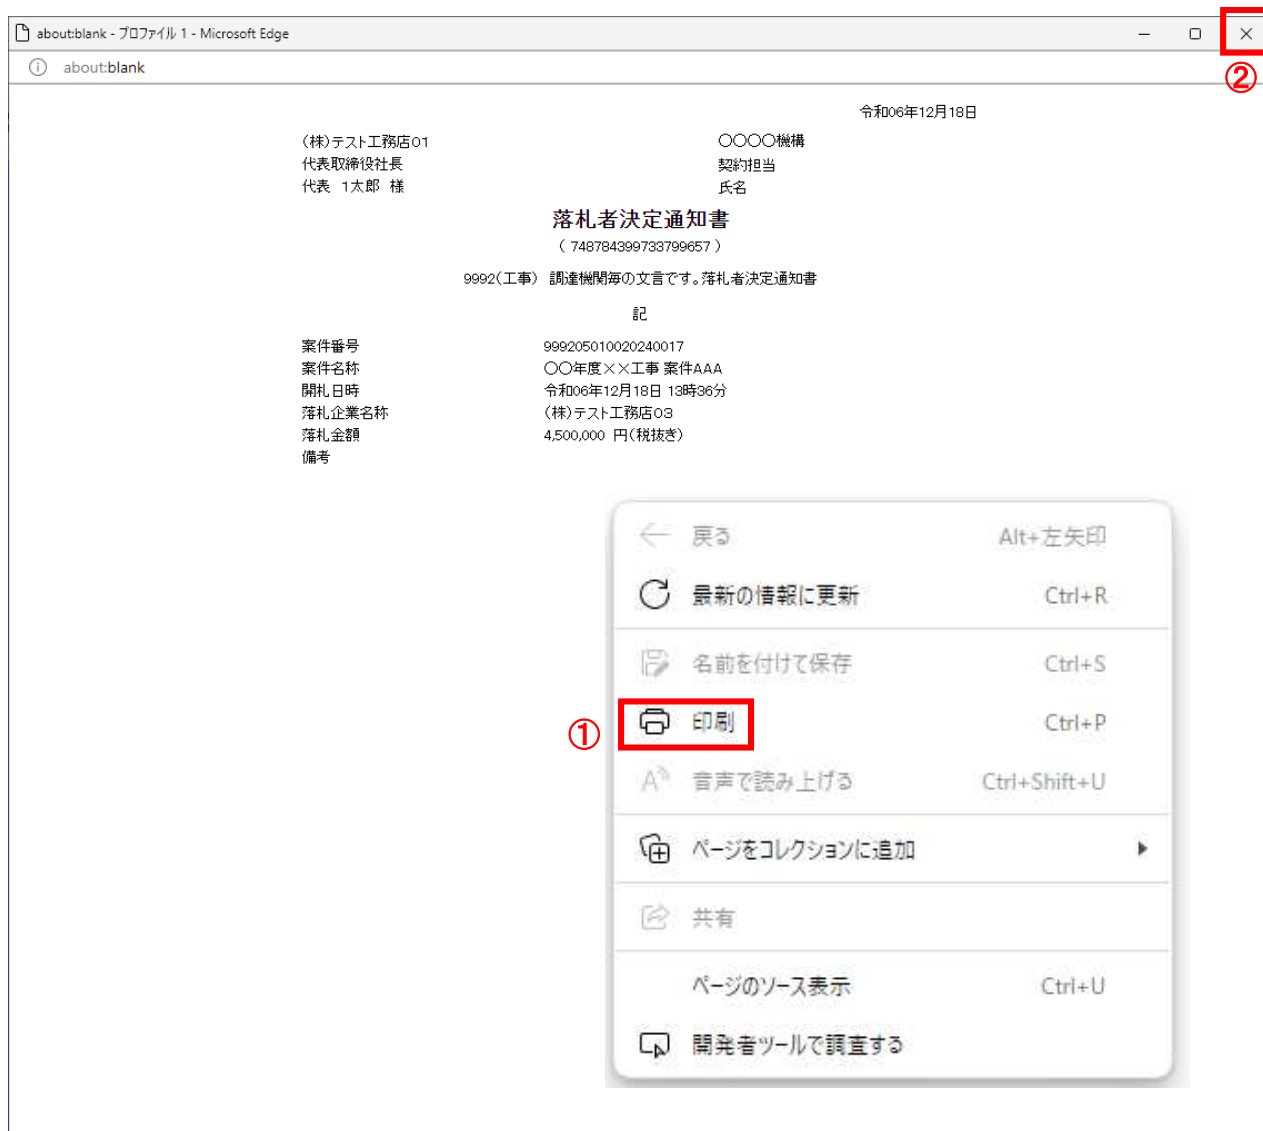 about:blank - プロファイル 1 - Microsoft Edge
about:blank
②
令和06年12月18日
(株)テスト工務店01
代表取締役社長
代表 1太郎 様
〇〇〇〇機構
契約担当
氏名
落札者決定通知書
( 748784399733799657 )
9992(工事) 調達機関毎の文言です。落札者決定通知書
記
案件番号 999205010020240017
案件名称 〇〇年度××工事 案件AAA
開札日時 令和06年12月18日 13時36分
落札企業名称 (株)テスト工務店03
落札金額 4,500,000 円(税抜き)
備考
戻る Alt+左矢印
最新の情報に更新 Ctrl+R
名前を付けて保存 Ctrl+S
① 印刷 Ctrl+P
音声で読み上げる Ctrl+Shift+U
ページをコレクションに追加
共有
ページのソース表示 Ctrl+U
開発者ツールで調査する